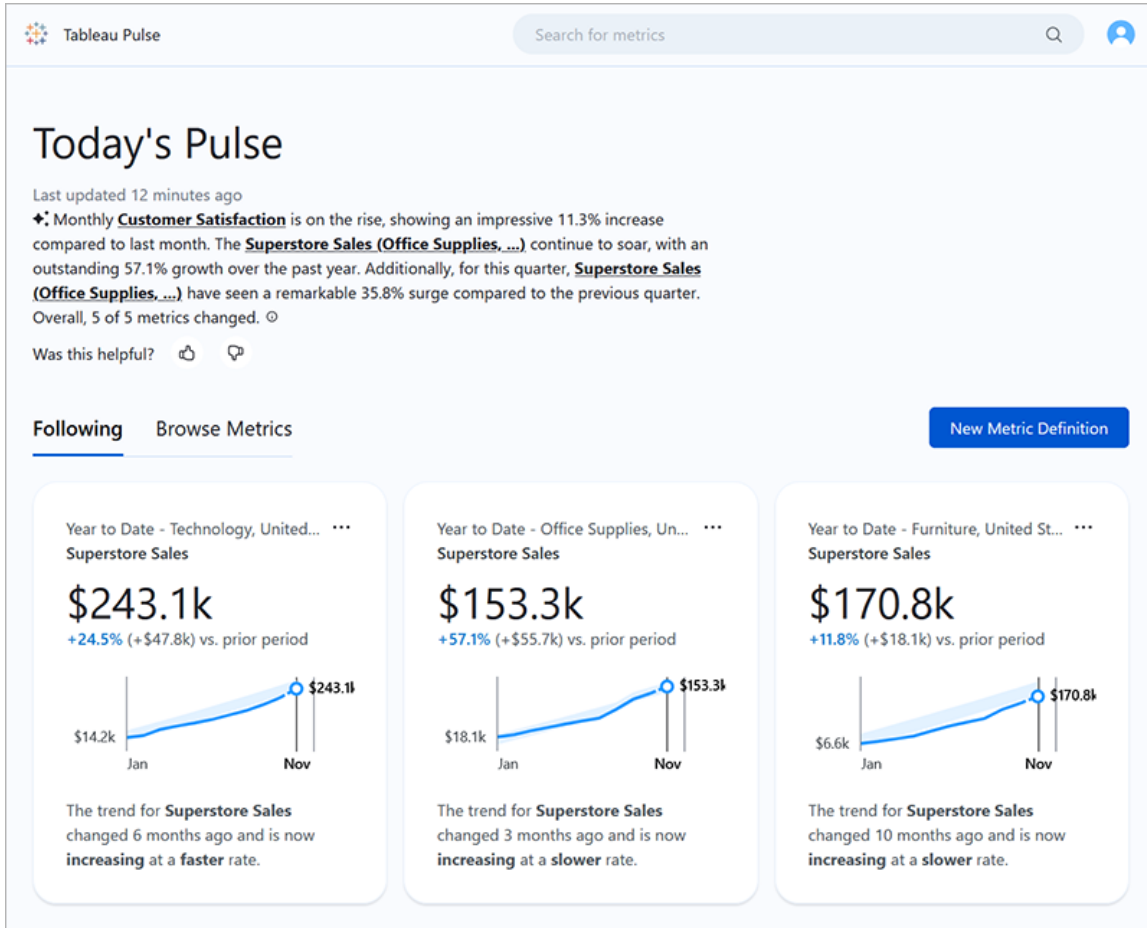 Tableau Pulse
Search for metrics
Today's Pulse
Last updated 12 minutes ago
Monthly Customer Satisfaction is on the rise, showing an impressive 11.3% increase
compared to last month. The Superstore Sales (Office Supplies, ...) continue to soar, with an
outstanding 57.1% growth over the past year. Additionally, for this quarter, Superstore Sales
(Office Supplies, ...) have seen a remarkable 35.8% surge compared to the previous quarter.
Overall, 5 of 5 metrics changed.
Was this helpful?
Following Browse Metrics
New Metric Definition
Year to Date - Technology, United...
Superstore Sales
$243.1k
+24.5% (+$47.8k) vs. prior period
$243.1k
$14.2k
Jan Nov
The trend for Superstore Sales
changed 6 months ago and is now
increasing at a faster rate.
Year to Date - Office Supplies, Un...
Superstore Sales
$153.3k
+57.1% (+$55.7k) vs. prior period
$153.3k
$18.1k
Jan Nov
The trend for Superstore Sales
changed 3 months ago and is now
increasing at a slower rate.
Year to Date - Furniture, United St...
Superstore Sales
$170.8k
+11.8% (+$18.1k) vs. prior period
$170.8k
$6.6k
Jan Nov
The trend for Superstore Sales
changed 10 months ago and is now
increasing at a slower rate.